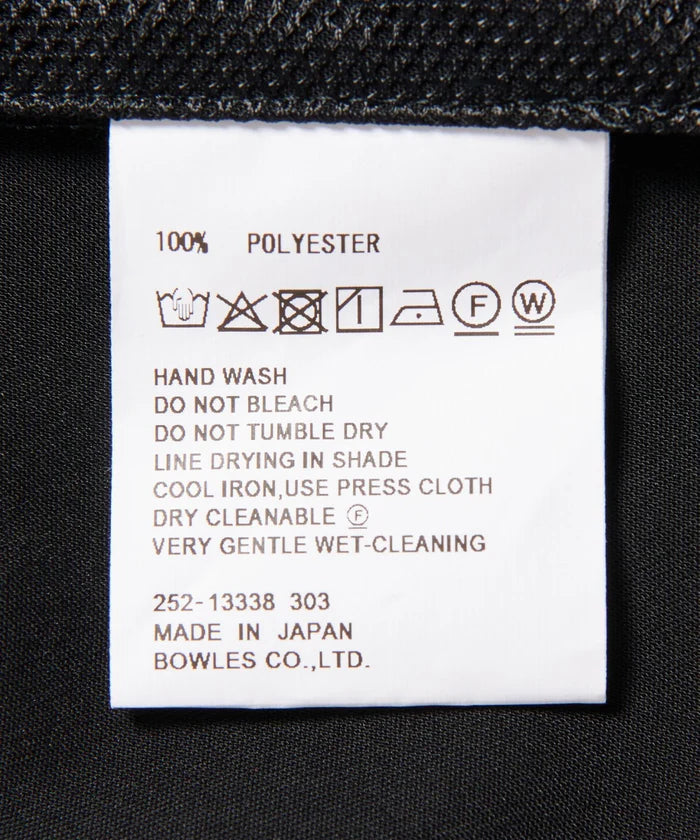 100% POLYESTER
F W
HAND WASH
DO NOT BLEACH
DO NOT TUMBLE DRY
LINE DRYING IN SHADE
COOL IRON,USE PRESS CLOTH
DRY CLEANABLE Ⓕ
VERY GENTLE WET-CLEANING
252-13338 303
MADE IN JAPAN
BOWLES CO.,LTD.